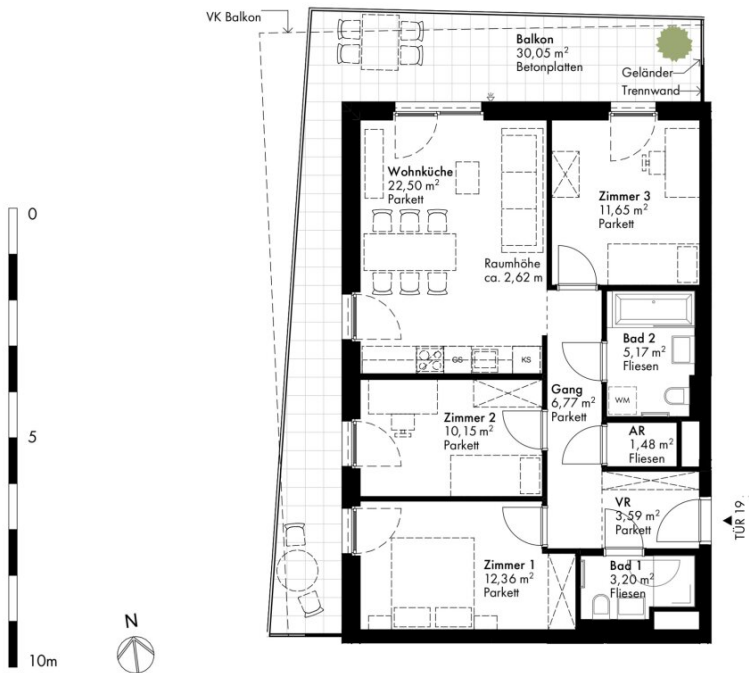 VK Balkon
Balkon
30,05 m²
Betonplatten
Geländer
Trennwand
0
Wohnküche
22,50 m²
Parkett
Zimmer 3
11,65 m²
Parkett
Raumhöhe
ca. 2,62 m
Bad 2
5,17 m²
Fliesen
GS
KS
WM
Gang
6,77 m²
Parkett
5
Zimmer 2
10,15 m²
Parkett
AR
1,48 m²
Fliesen
VR
3,59 m²
Parkett
TÜR 19.
Zimmer 1
12,36 m²
Parkett
Bad 1
3,20 m²
Fliesen
N
10m